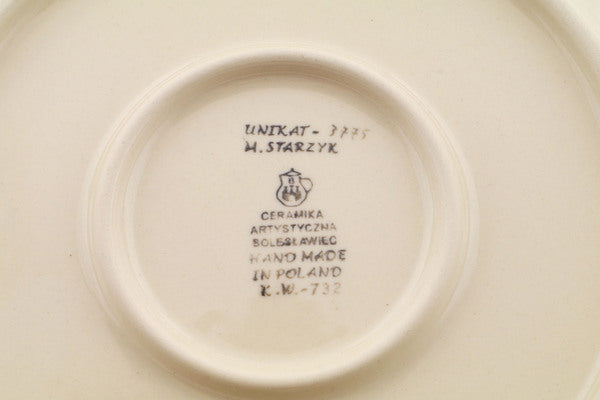 UNIKAT - 3775
M. STARZYK
B
CERAMIKA
ARTYSTYCZNA
BOLESŁAWIEC
HAND MADE
IN POLAND
K.W.-732